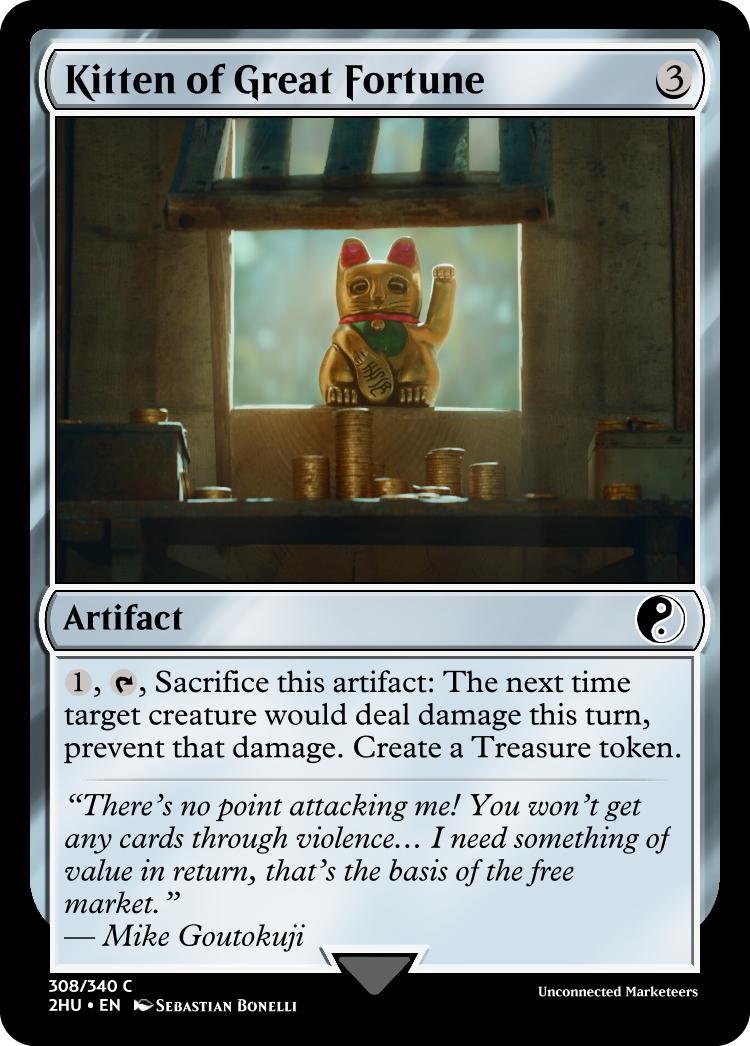 Kitten of Great Fortune
3
Artifact
1, , Sacrifice this artifact: The next time
target creature would deal damage this turn,
prevent that damage. Create a Treasure token.
“There’s no point attacking me! You won’t get
any cards through violence… I need something of
value in return, that’s the basis of the free
market.”
— Mike Goutokuji
308/340 C
2HU • EN Sebastian Bonelli
Unconnected Marketeers